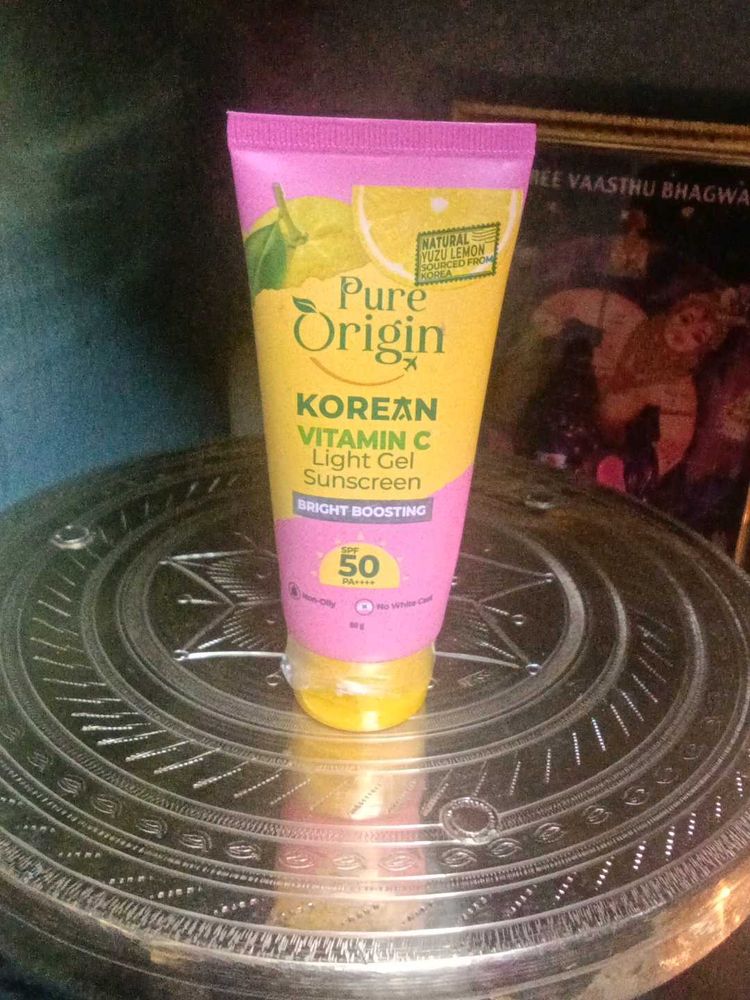 NATURAL
YUZU LEMON
SOURCED FROM
KOREA
Pure
Origin
KOREAN
VITAMIN C
Light Gel
Sunscreen
BRIGHT BOOSTING
SPF
50
PA++++
Non-Oily
No White Cast
VAASTHU BHAGWA